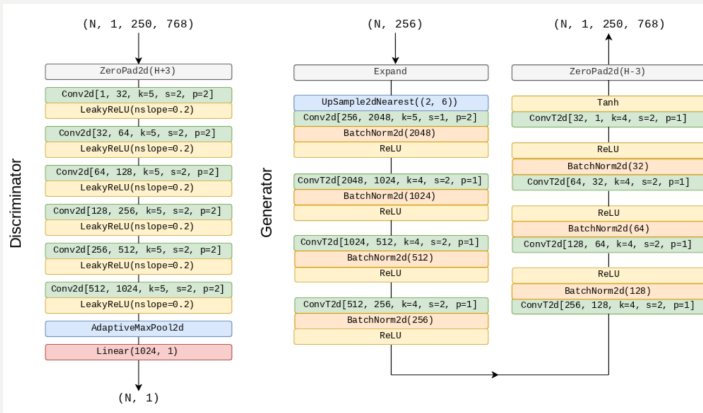 Discriminator
(N, 1, 250, 768)
ZeroPad2d(H+3)
Conv2d[1, 32, k=5, s=2, p=2]
LeakyReLU(nslope=0.2)
Conv2d[32, 64, k=5, s=2, p=2]
LeakyReLU(nslope=0.2)
Conv2d[64, 128, k=5, s=2, p=2]
LeakyReLU(nslope=0.2)
Conv2d[128, 256, k=5, s=2, p=2]
LeakyReLU(nslope=0.2)
Conv2d[256, 512, k=5, s=2, p=2]
LeakyReLU(nslope=0.2)
Conv2d[512, 1024, k=5, s=2, p=2]
LeakyReLU(nslope=0.2)
AdaptiveMaxPool2d
Linear(1024, 1)
(N, 1)
Generator
(N, 256)
Expand
UpSample2dNearest((2, 6))
Conv2d[256, 2048, k=5, s=1, p=2]
BatchNorm2d(2048)
ReLU
ConvT2d[2048, 1024, k=4, s=2, p=1]
BatchNorm2d(1024)
ReLU
ConvT2d[1024, 512, k=4, s=2, p=1]
BatchNorm2d(512)
ReLU
ConvT2d[512, 256, k=4, s=2, p=1]
BatchNorm2d(256)
ReLU
(N, 1, 250, 768)
ZeroPad2d(H-3)
Tanh
ConvT2d[32, 1, k=4, s=2, p=1]
ReLU
BatchNorm2d(32)
ConvT2d[64, 32, k=4, s=2, p=1]
ReLU
BatchNorm2d(64)
ConvT2d[128, 64, k=4, s=2, p=1]
ReLU
BatchNorm2d(128)
ConvT2d[256, 128, k=4, s=2, p=1]